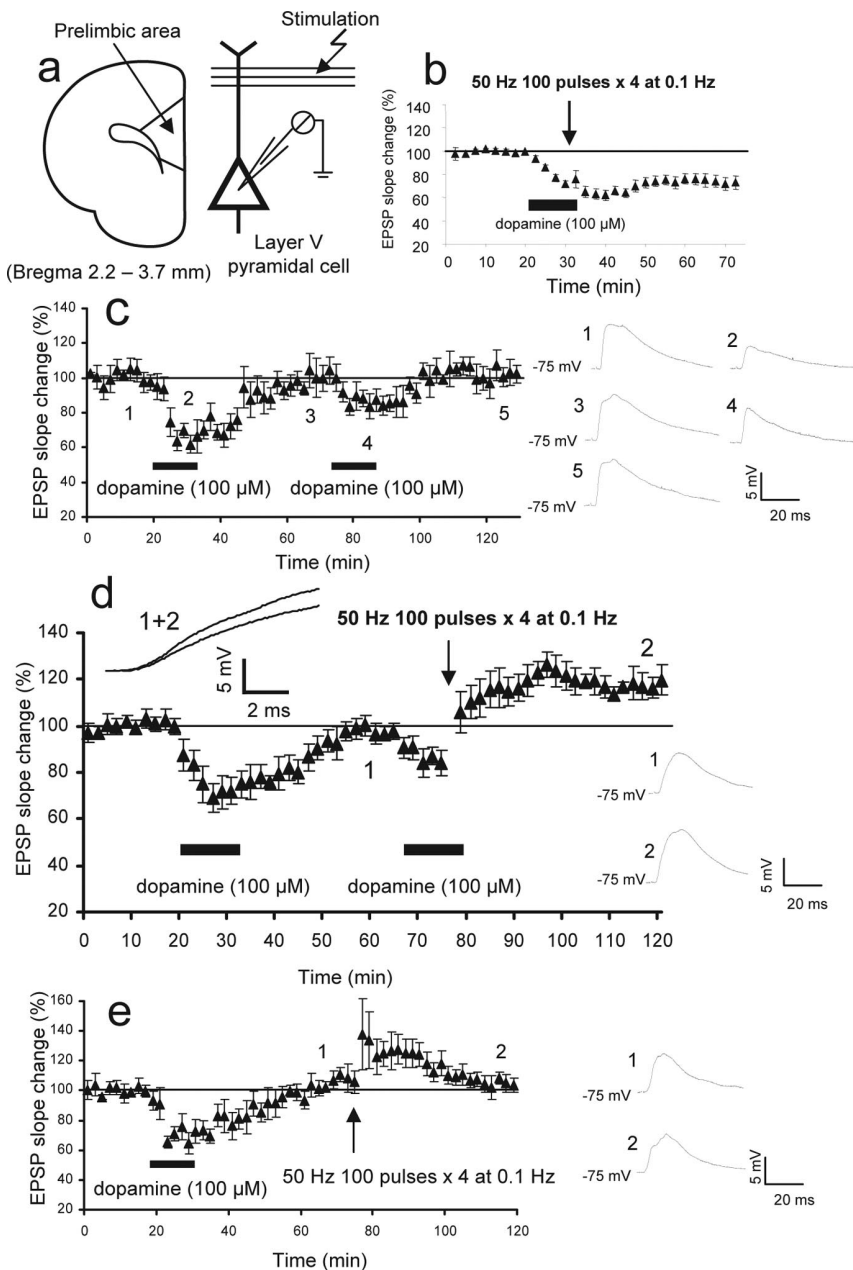 a
Prelimbic area
Stimulation
Layer V
pyramidal cell
(Bregma 2.2 – 3.7 mm)
b
50 Hz 100 pulses x 4 at 0.1 Hz
EPSP slope change (%)
140
120
100
80
60
40
20
dopamine (100 µM)
0 10 20 30 40 50 60 70
Time (min)
c
EPSP slope change (%)
140
120
100
80
60
40
20
1
2
3
4
5
dopamine (100 µM)
dopamine (100 µM)
0 20 40 60 80 100 120
Time (min)
1
-75 mV
2
3
-75 mV
4
5
-75 mV
5 mV
20 ms
d
1+2
5 mV
2 ms
50 Hz 100 pulses x 4 at 0.1 Hz
EPSP slope change (%)
140
120
100
80
60
40
20
1
2
dopamine (100 µM)
dopamine (100 µM)
0 10 20 30 40 50 60 70 80 90 100 110 120
Time (min)
1
-75 mV
2
-75 mV
5 mV
20 ms
e
EPSP slope change (%)
160
140
120
100
80
60
40
20
1
2
dopamine (100 µM)
50 Hz 100 pulses x 4 at 0.1 Hz
0 20 40 60 80 100 120
Time (min)
1
-75 mV
2
-75 mV
5 mV
20 ms